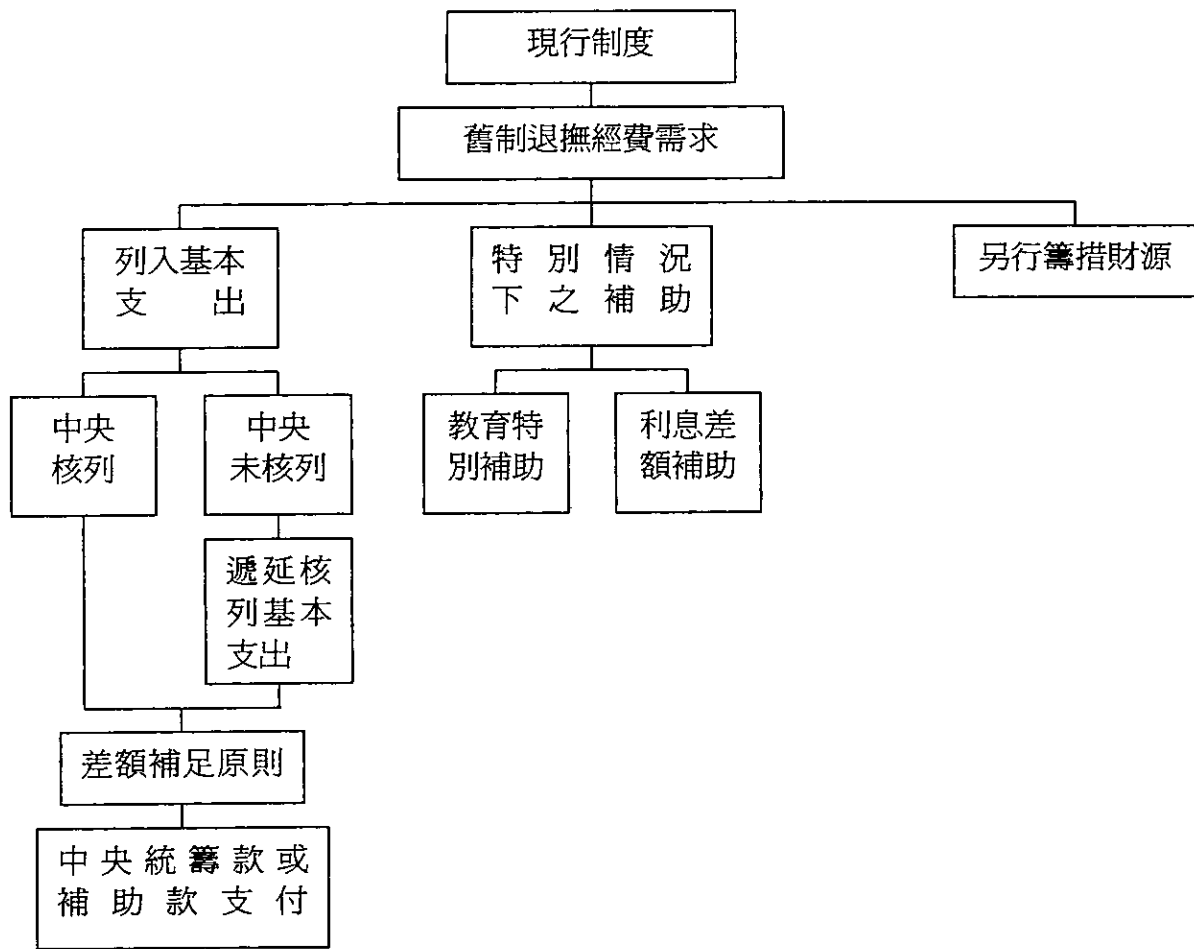 現行制度
舊制退撫經費需求
列入基本
支出
特別情況
下之補助
另行籌措財源
中央
核列
中央
未核列
教育特
別補助
利息差
額補助
遞延核
列基本
支出
差額補足原則
中央統籌款或
補助款支付